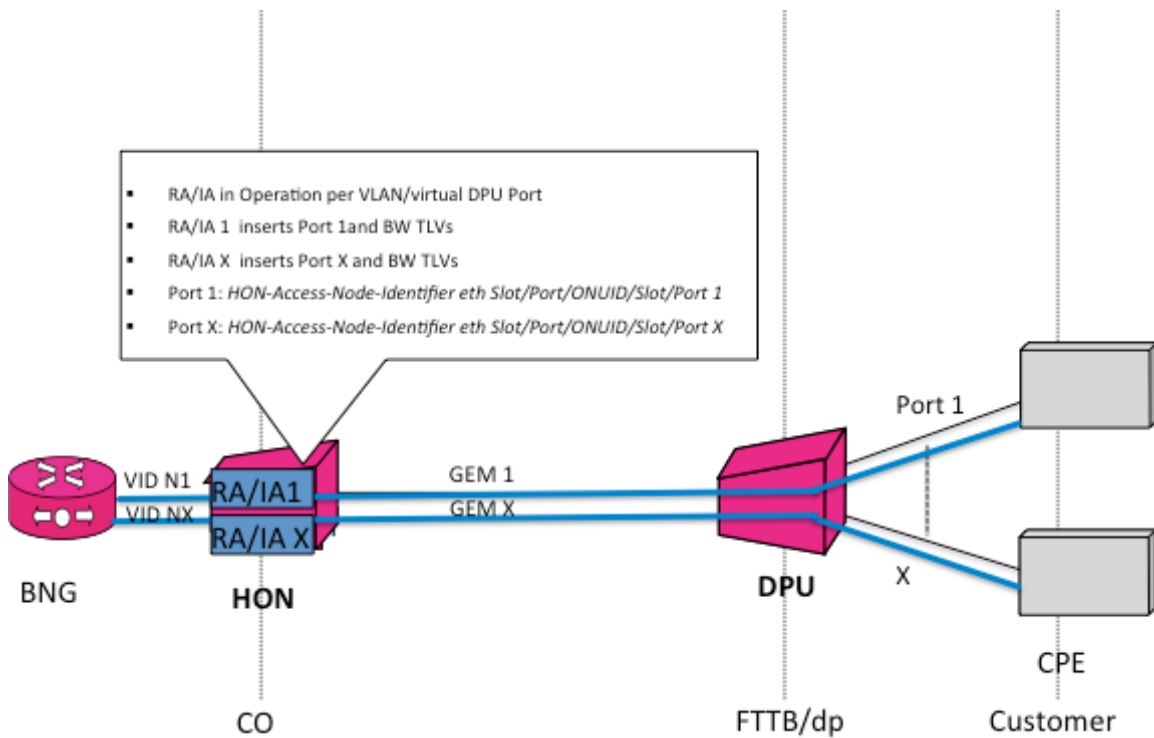 ▪ RA/IA in Operation per VLAN/virtual DPU Port
▪ RA/IA 1 inserts Port 1and BW TLVs
▪ RA/IA X inserts Port X and BW TLVs
▪ Port 1: HON-Access-Node-Identifier eth Slot/Port/ONUID/Slot/Port 1
▪ Port X: HON-Access-Node-Identifier eth Slot/Port/ONUID/Slot/Port X
Port 1
VID N1
RA/IA1
GEM 1
VID NX
GEM X
RA/IA X
X
BNG
HON
DPU
CPE
CO
FTTB/dp
Customer